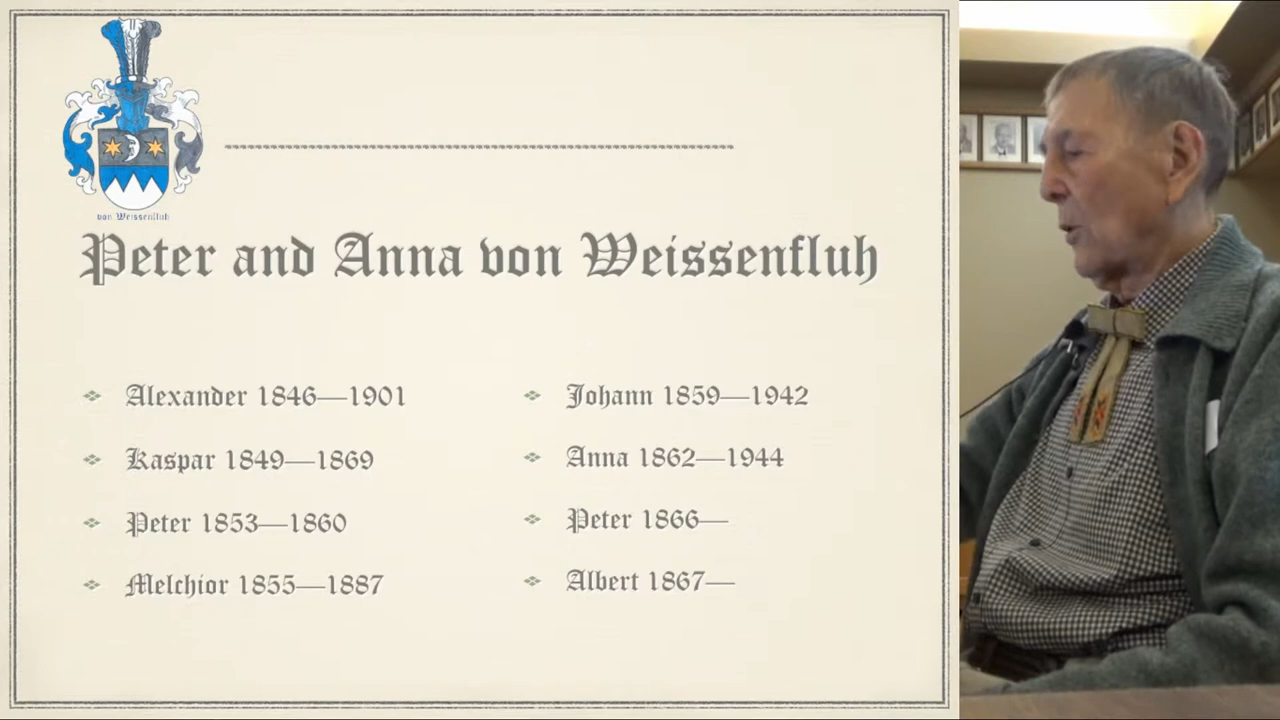 von Weissenfluh
Peter and Anna von Weissenfluh
Alexander 1846—1901
Kaspar 1849—1869
Peter 1853—1860
Melchior 1855—1887
Johann 1859—1942
Anna 1862—1944
Peter 1866—
Albert 1867—